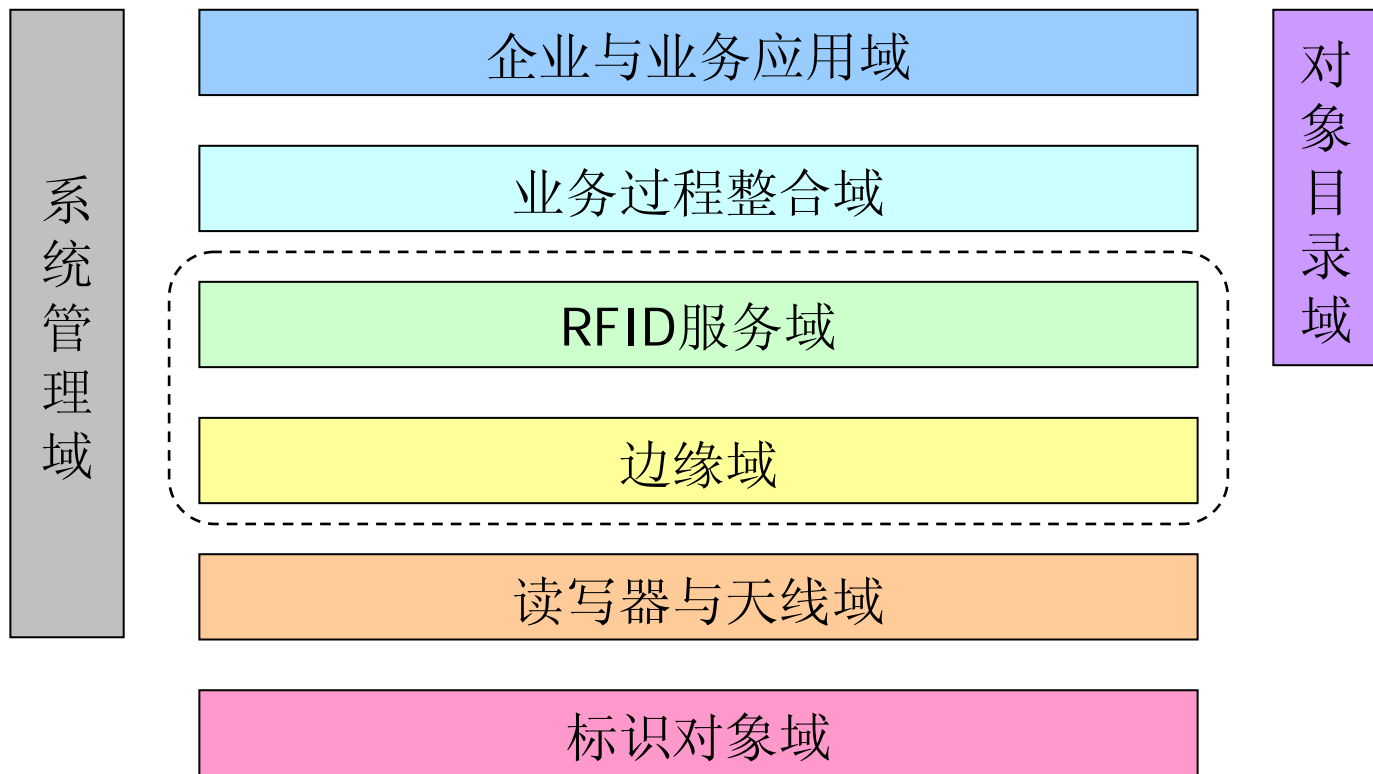 企业与业务应用域
业务过程整合域
RFID服务域
边缘域
读写器与天线域
标识对象域
系统管理域
对象目录域